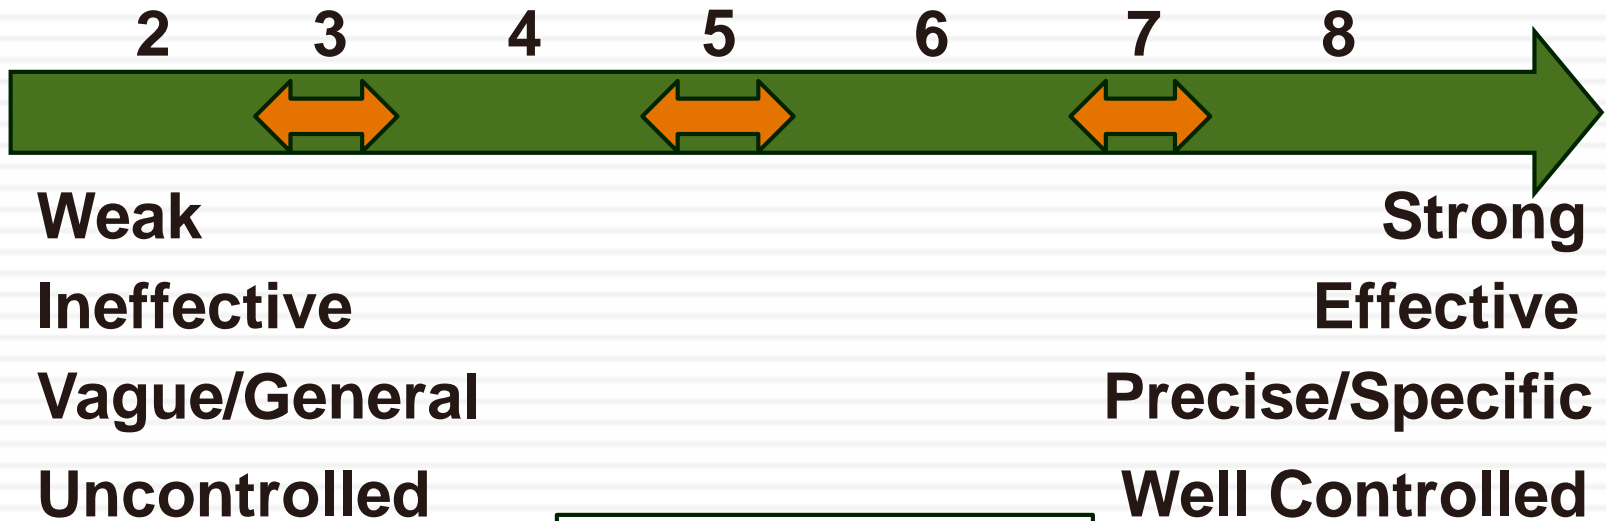 2 3 4 5 6 7 8
Weak Strong
Ineffective Effective
Vague/General Precise/Specific
Uncontrolled Well Controlled